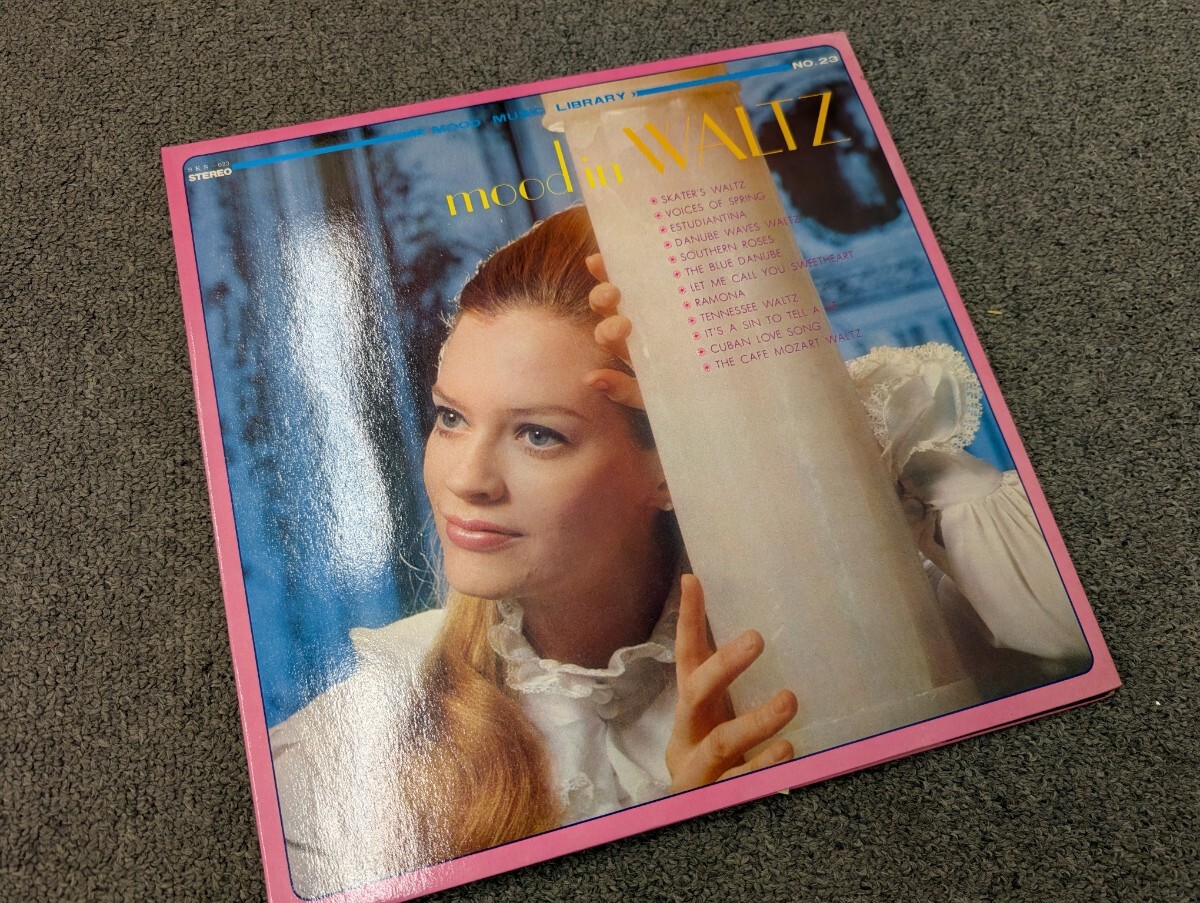 NO.23
MOOD MUSIC LIBRARY
STEREO
mood in WALTZ
SKATER'S WALTZ
VOICES OF SPRING
ESTUDIANTINA
DANUBE WAVES WALTZ
SOUTHERN ROSES
THE BLUE DANUBE
LET ME CALL YOU SWEETHEART
RAMONA
TENNESSEE WALTZ
IT'S A SIN TO TELL A
CUBAN LOVE SONG
THE CAFE MOZART WALTZ